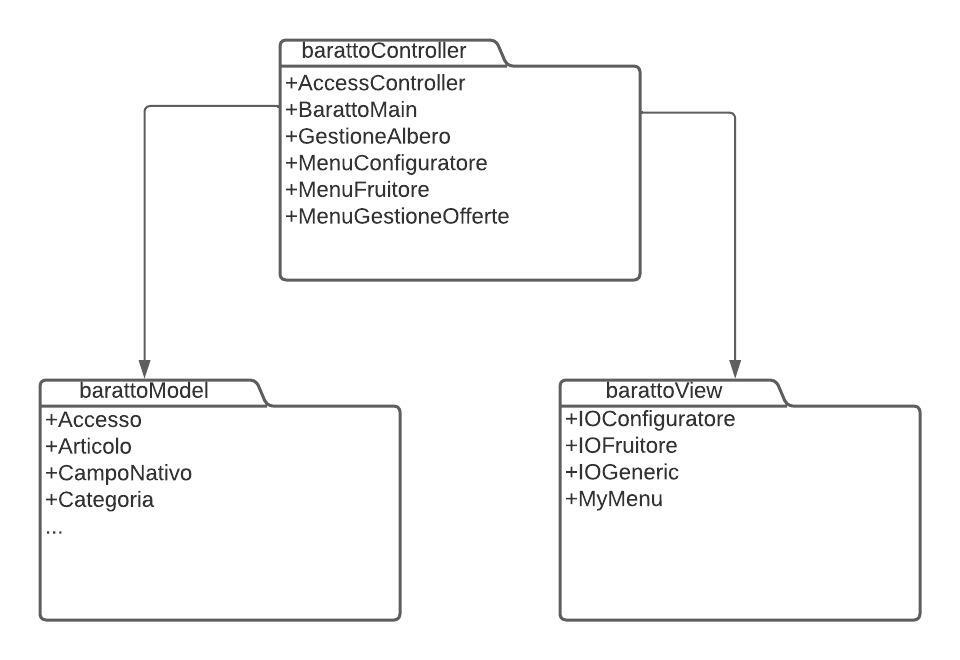 barattoController
+AccessController
+BarattoMain
+GestioneAlbero
+MenuConfiguratore
+MenuFruitore
+MenuGestioneOfferte
barattoModel
+Accesso
+Articolo
+CampoNativo
+Categoria
...
barattoView
+IOConfiguratore
+IOFruitore
+IOGeneric
+MyMenu